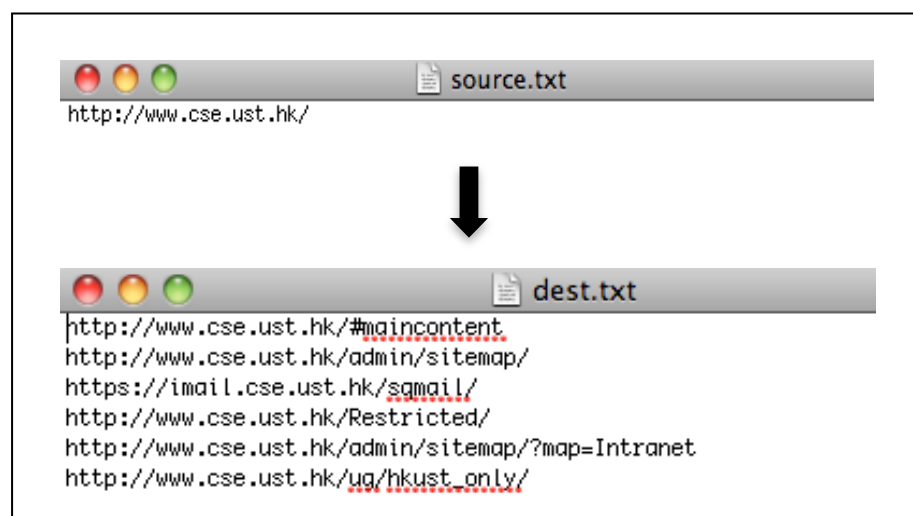 source.txt
http://www.cse.ust.hk/
dest.txt
http://www.cse.ust.hk/#maincontent
http://www.cse.ust.hk/admin/sitemap/
https://imail.cse.ust.hk/sqmail/
http://www.cse.ust.hk/Restricted/
http://www.cse.ust.hk/admin/sitemap/?map=Intranet
http://www.cse.ust.hk/ug/hkust_only/